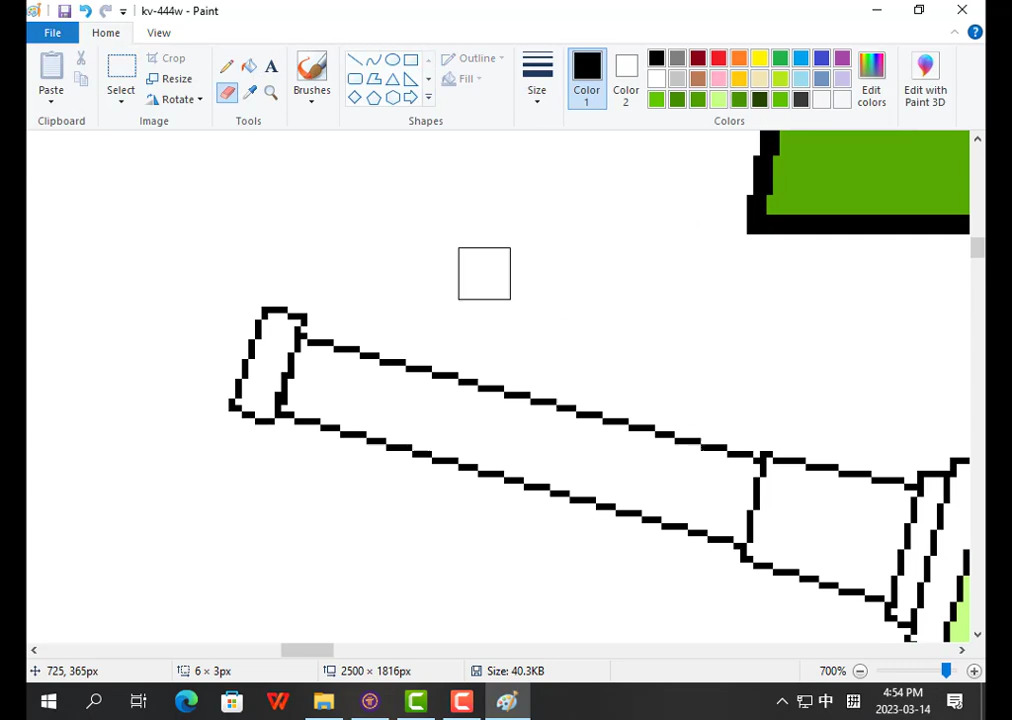 kv-444w - Paint
File Home View
Paste
Select
Crop
Resize
Rotate
A
Brushes
Outline
Fill
Size
Color 1
Color 2
Edit colors
Edit with Paint 3D
Clipboard Image Tools Shapes Colors
725, 365px 6 × 3px 2500 × 1816px Size: 40.3KB 700%
中 拼 4:54 PM
2023-03-14